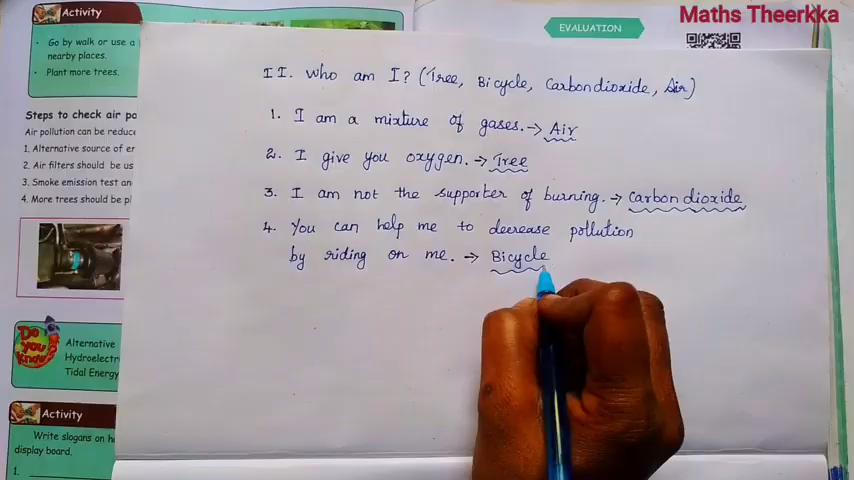 Activity
Maths Theerkka
EVALUATION
• Go by walk or use a
nearby places.
• Plant more trees.
Steps to check air po
Air pollution can be reduce
1. Alternative source of er
2. Air filters should be us
3. Smoke emission test an
4. More trees should be pl
II. Who am I? (Tree, Bicycle, Carbondioxide, Air)
1. I am a mixture of gases. → Air
2. I give you oxygen. → Tree
3. I am not the supporter of burning. → Carbondioxide
4. You can help me to decrease pollution
by riding on me. → Bicycle
Do you Know
Alternative
Hydroelectri
Tidal Energy
Activity
Write slogans on h
display board.
1.